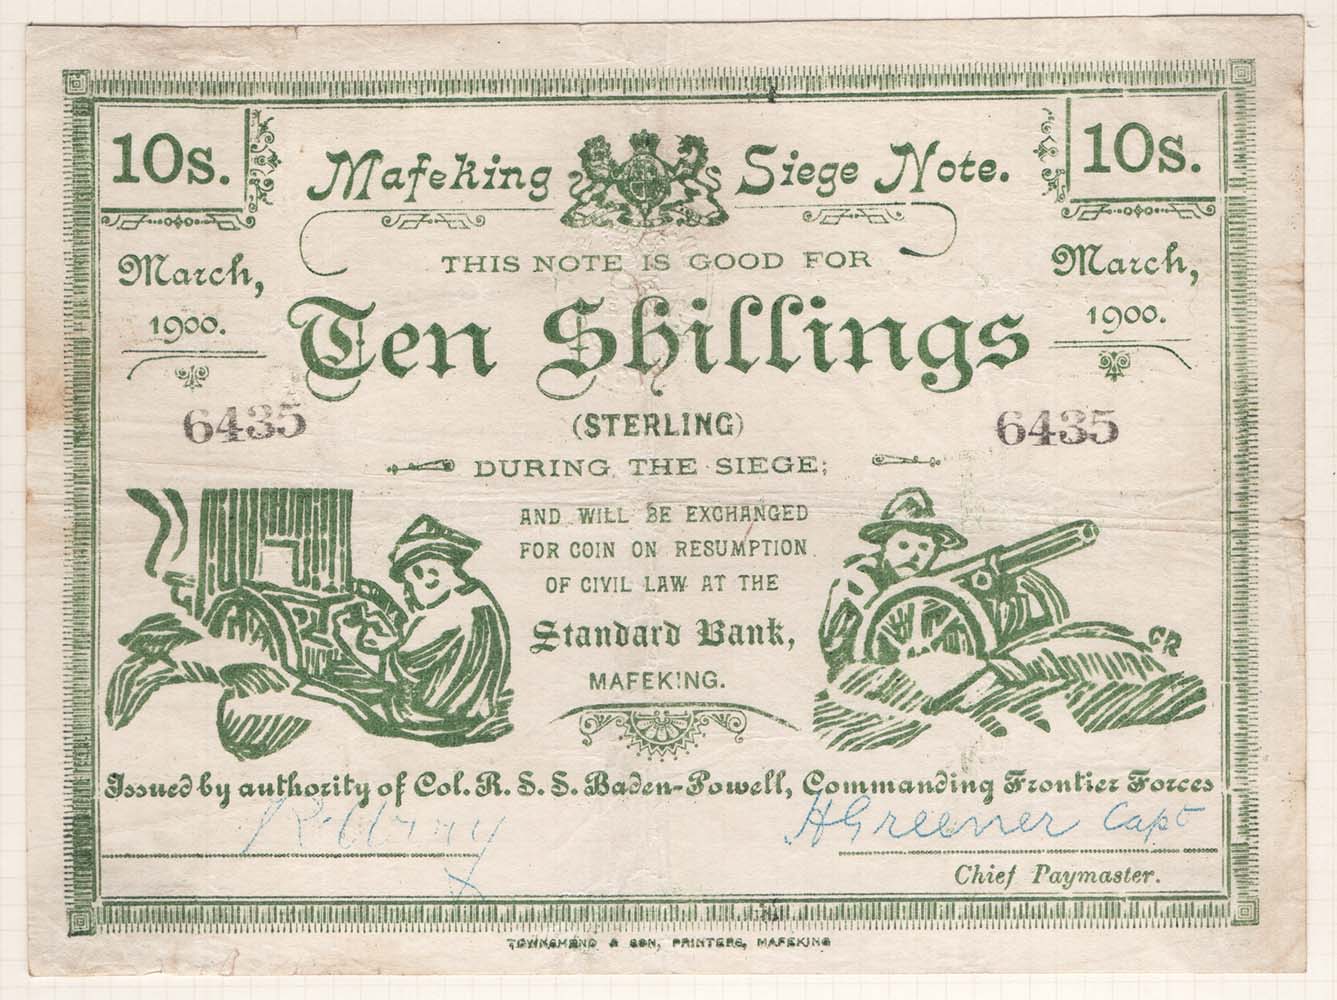 10s. Mafeking Siege Note. 10s.
March, 1900.
March, 1900.
THIS NOTE IS GOOD FOR
Ten Shillings
(STERLING)
6435 6435
DURING THE SIEGE;
AND WILL BE EXCHANGED
FOR COIN ON RESUMPTION
OF CIVIL LAW AT THE
Standard Bank,
MAFEKING.
CR
Issued by authority of Col. R. S. S. Baden-Powell, Commanding Frontier Forces
HGreener Capt
Chief Paymaster.
TOWNSHEND & SON, PRINTERS, MAFEKING